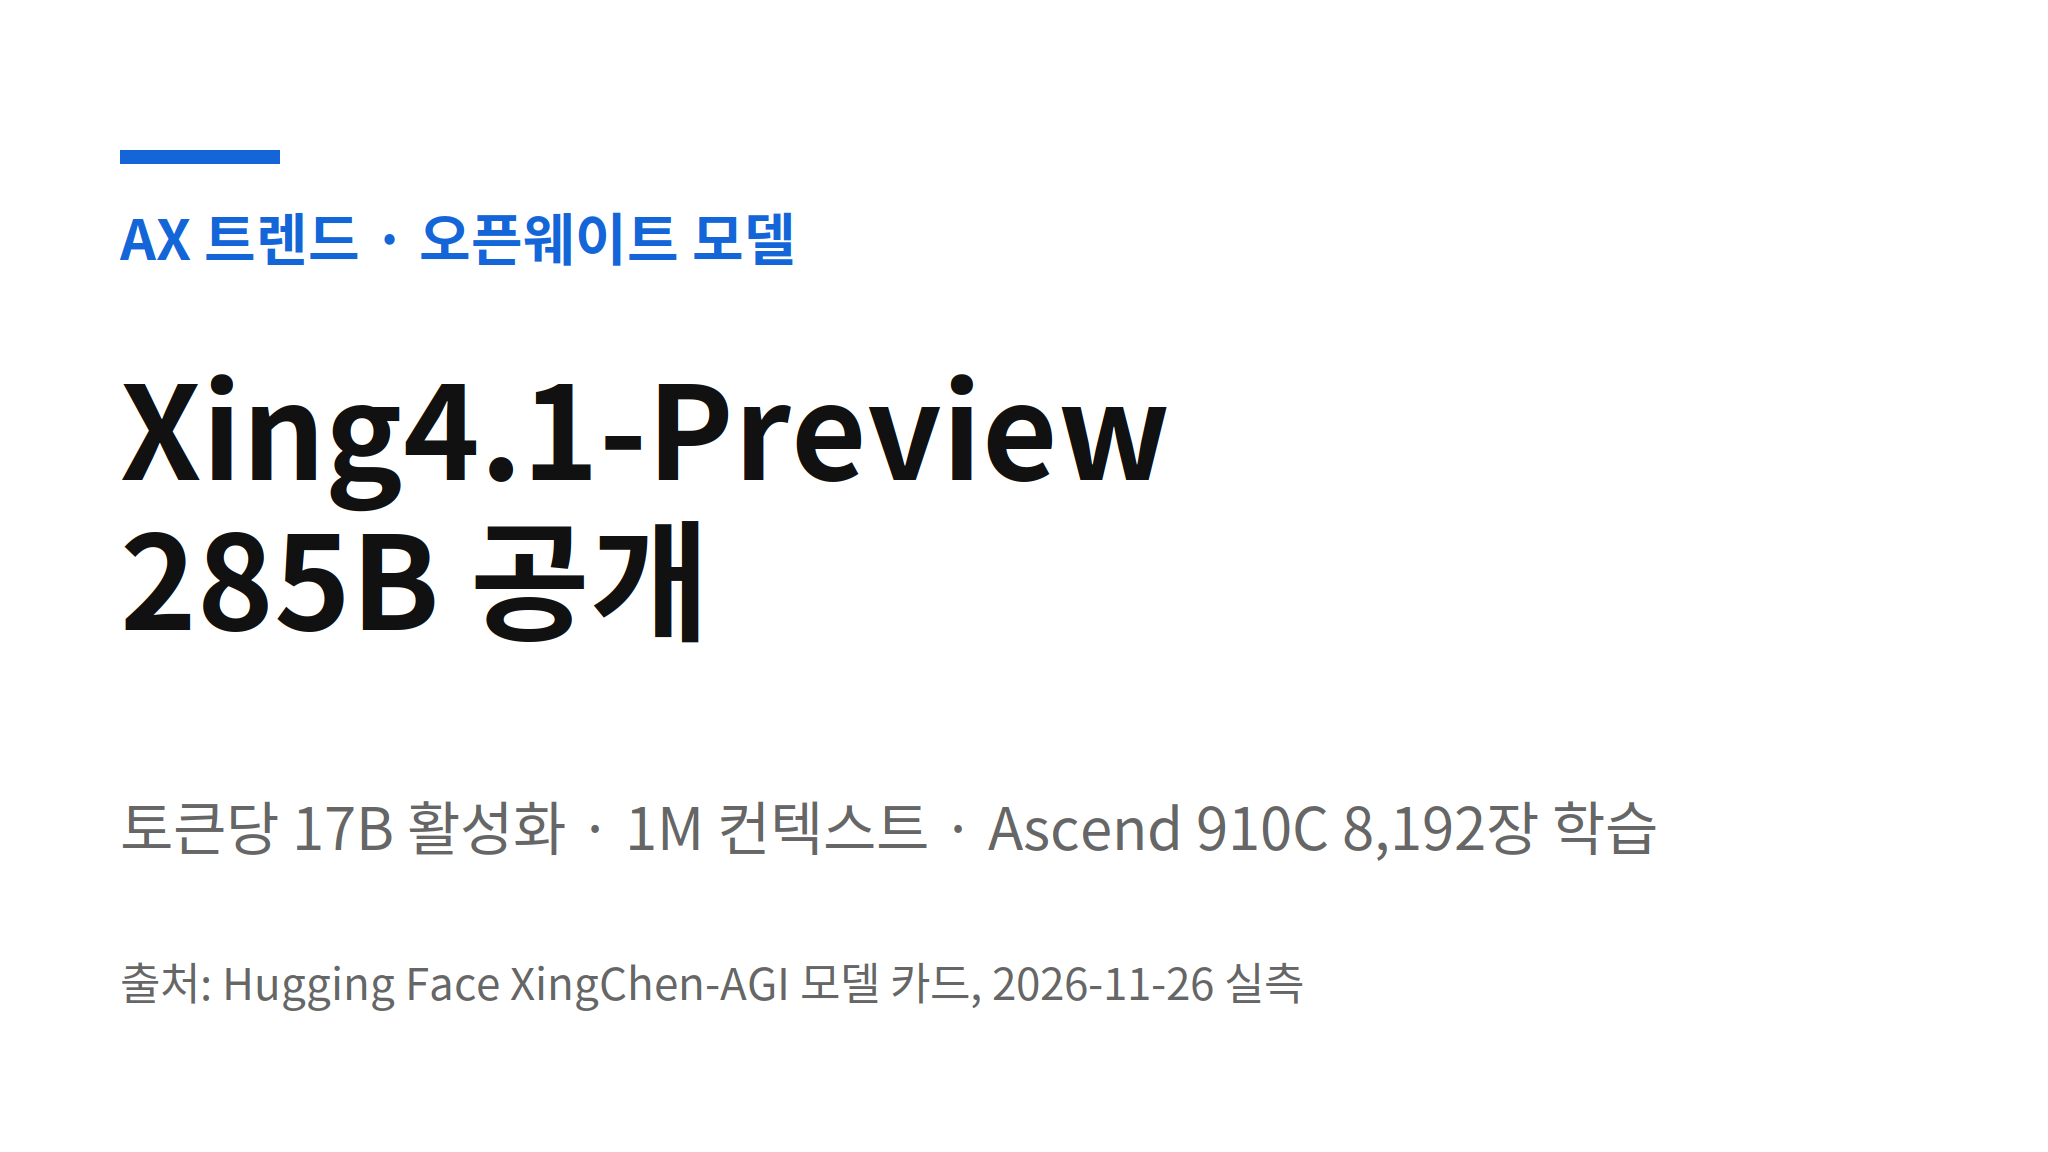 AX 트렌드 · 오픈웨이트 모델
Xing4.1-Preview
285B 공개
토큰당 17B 활성화 · 1M 컨텍스트 · Ascend 910C 8,192장 학습
출처: Hugging Face XingChen-AGI 모델 카드, 2026-11-26 실측